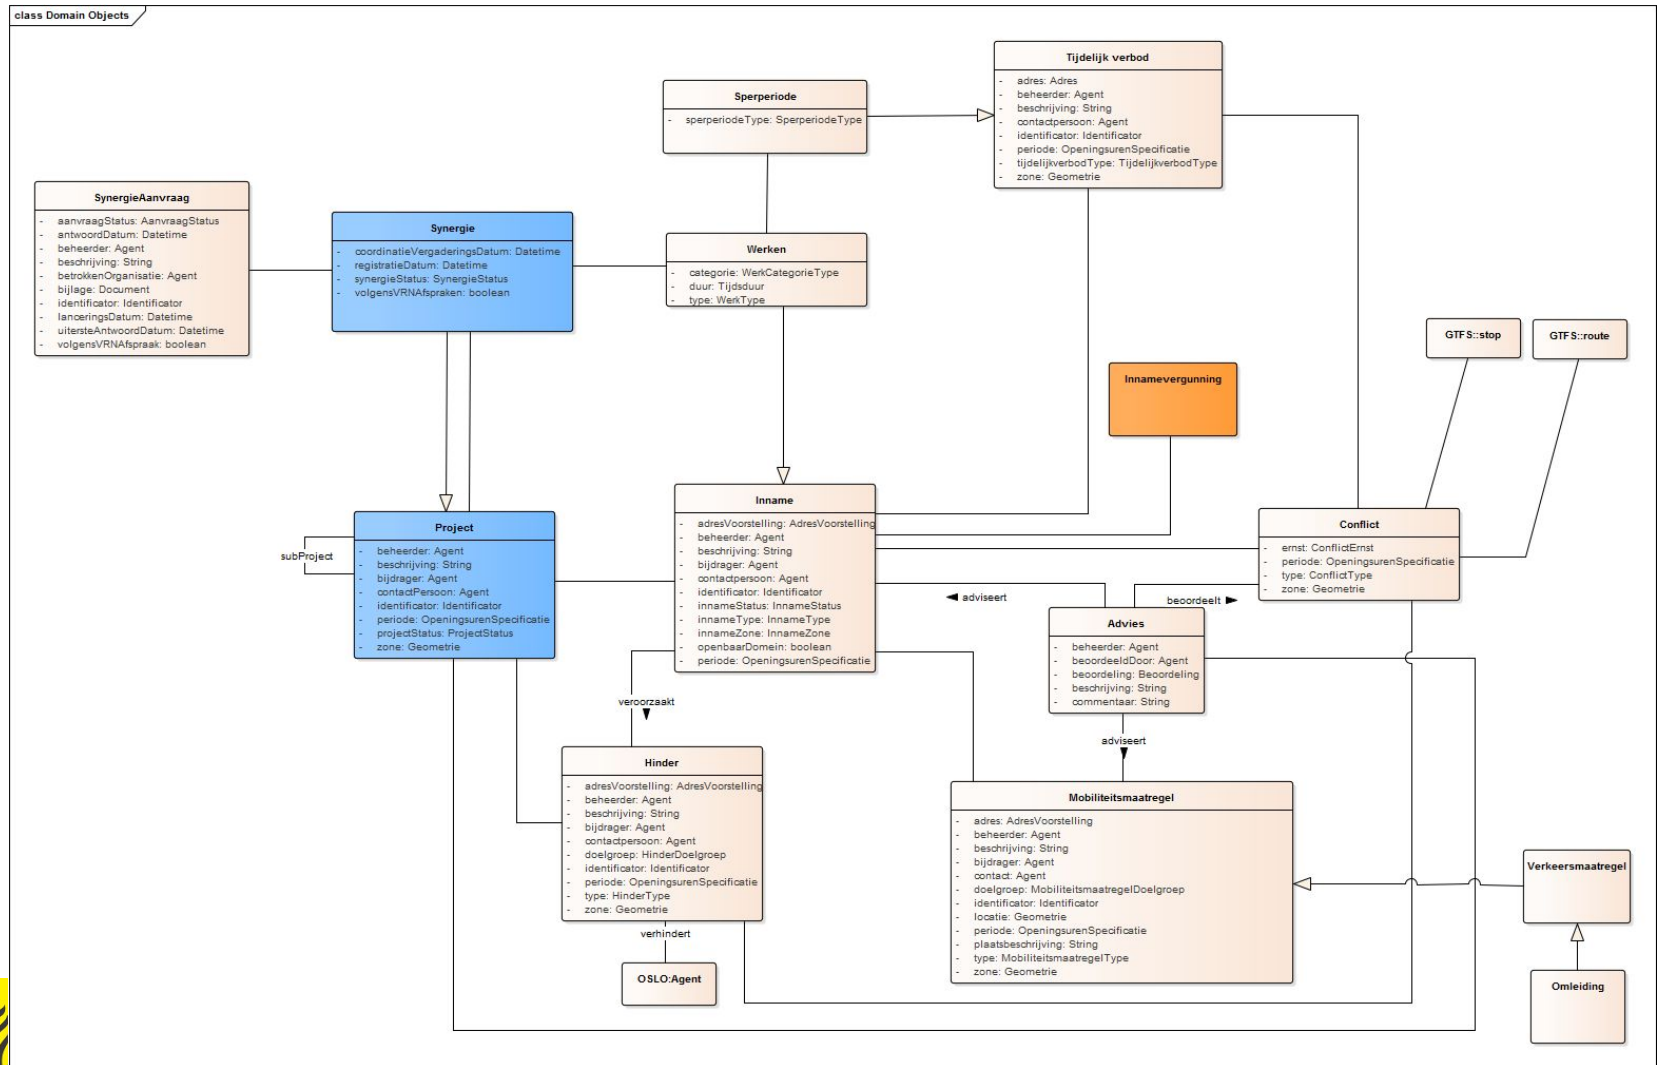 class Domain Objects
Tijdelijk verbod
- adres: Adres
- beheerder: Agent
- beschrijving: String
- contactpersoon: Agent
- identificator: Identificator
- periode: OpeningsurenSpecificatie
- tijdelijkverbodType: TijdelijkverbodType
- zone: Geometrie
Sperperiode
- sperperiodeType: SperperiodeType
SynergieAanvraag
- aanvraagStatus: AanvraagStatus
- antwoordDatum: Datetime
- beheerder: Agent
- beschrijving: String
- betrokkenOrganisatie: Agent
- bijlage: Document
- identificator: Identificator
- lanceringsDatum: Datetime
- uitersteAntwoordDatum: Datetime
- volgensVRNAfspraak: boolean
Synergie
- coordinatieVergaderingsDatum: Datetime
- registratieDatum: Datetime
- synergieStatus: SynergieStatus
- volgensVRNAfspraken: boolean
Werken
- categorie: WerkCategorieType
- duur: Tijdsduur
- type: WerkType
GTFS::stop
GTFS::route
Innamevergunning
Project
- beheerder: Agent
- beschrijving: String
- bijdrager: Agent
- contactPersoon: Agent
- identificator: Identificator
- periode: OpeningsurenSpecificatie
- projectStatus: ProjectStatus
- zone: Geometrie
subProject
Inname
- adresVoorstelling: AdresVoorstelling
- beheerder: Agent
- beschrijving: String
- bijdrager: Agent
- contactpersoon: Agent
- identificator: Identificator
- innameStatus: InnameStatus
- innameType: InnameType
- innameZone: InnameZone
- openbaarDomein: boolean
- periode: OpeningsurenSpecificatie
Conflict
- ernst: ConflictErnst
- periode: OpeningsurenSpecificatie
- type: ConflictType
- zone: Geometrie
adviseert
beoordeelt
Advies
- beheerder: Agent
- beoordeeldDoor: Agent
- beoordeling: Beoordeling
- beschrijving: String
- commentaar: String
veroorzaakt
adviseert
Hinder
- adresVoorstelling: AdresVoorstelling
- beheerder: Agent
- beschrijving: String
- bijdrager: Agent
- contactpersoon: Agent
- doelgroep: HinderDoelgroep
- identificator: Identificator
- periode: OpeningsurenSpecificatie
- type: HinderType
- zone: Geometrie
verhindert
OSLO:Agent
Mobiliteitsmaatregel
- adres: AdresVoorstelling
- beheerder: Agent
- beschrijving: String
- bijdrager: Agent
- contact: Agent
- doelgroep: MobiliteitsmaatregelDoelgroep
- identificator: Identificator
- locatie: Geometrie
- periode: OpeningsurenSpecificatie
- plaatsbeschrijving: String
- type: MobiliteitsmaatregelType
- zone: Geometrie
Verkeersmaatregel
Omleiding